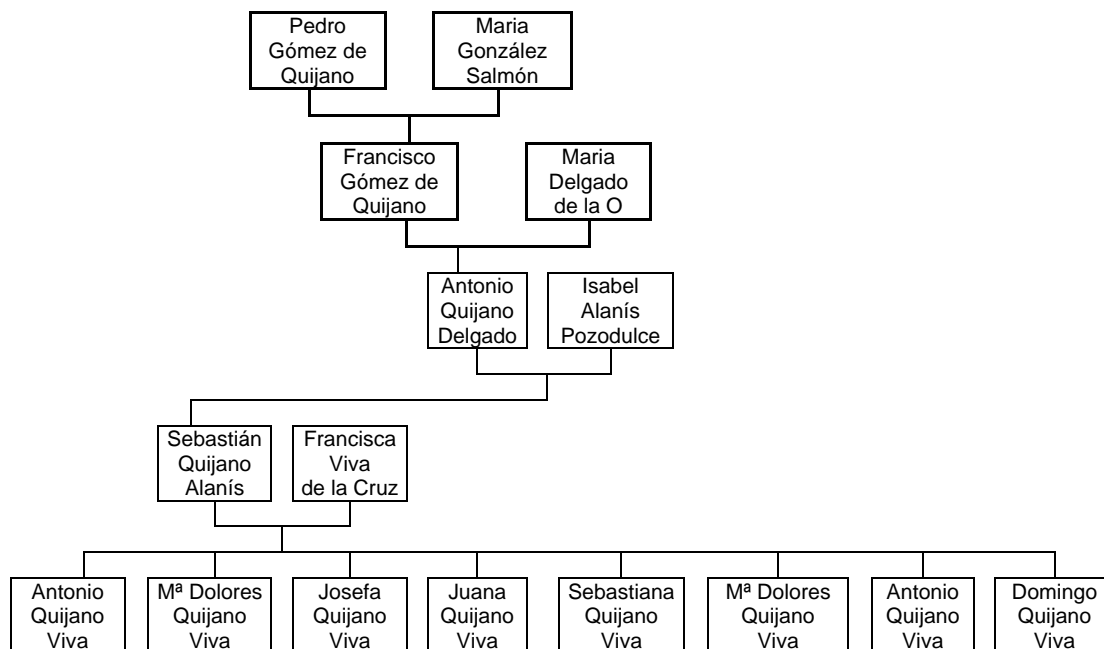 Pedro
Gómez de
Quijano
Maria
González
Salmón
Francisco
Gómez de
Quijano
Maria
Delgado
de la O
Antonio
Quijano
Delgado
Isabel
Alanís
Pozodulce
Sebastián
Quijano
Alanís
Francisca
Viva
de la Cruz
Antonio
Quijano
Viva
Mª Dolores
Quijano
Viva
Josefa
Quijano
Viva
Juana
Quijano
Viva
Sebastiana
Quijano
Viva
Mª Dolores
Quijano
Viva
Antonio
Quijano
Viva
Domingo
Quijano
Viva